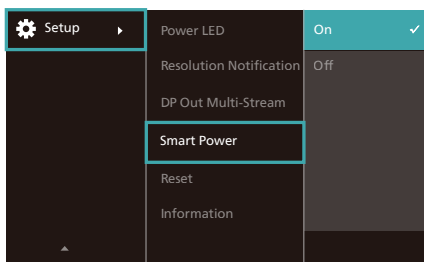 Setup
Power LED
Resolution Notification
DP Out Multi-Stream
Smart Power
Reset
Information
On
Off